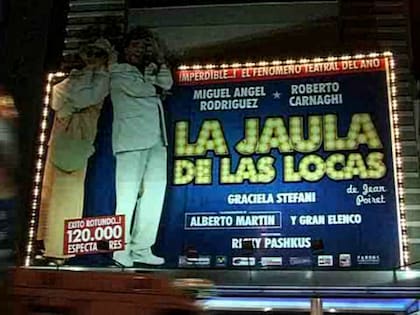 IMPERDIBLE..! EL FENOMENO TEATRAL DEL AÑO
MIGUEL ANGEL RODRIGUEZ ★ ROBERTO CARNAGHI
LA JAULA
DE LAS LOCAS
de Jean
Poiret
GRACIELA STEFANI
ALBERTO MARTIN Y GRAN ELENCO
RICKY PASHKUS
EXITO ROTUNDO..!
120.000
ESPECTADORES